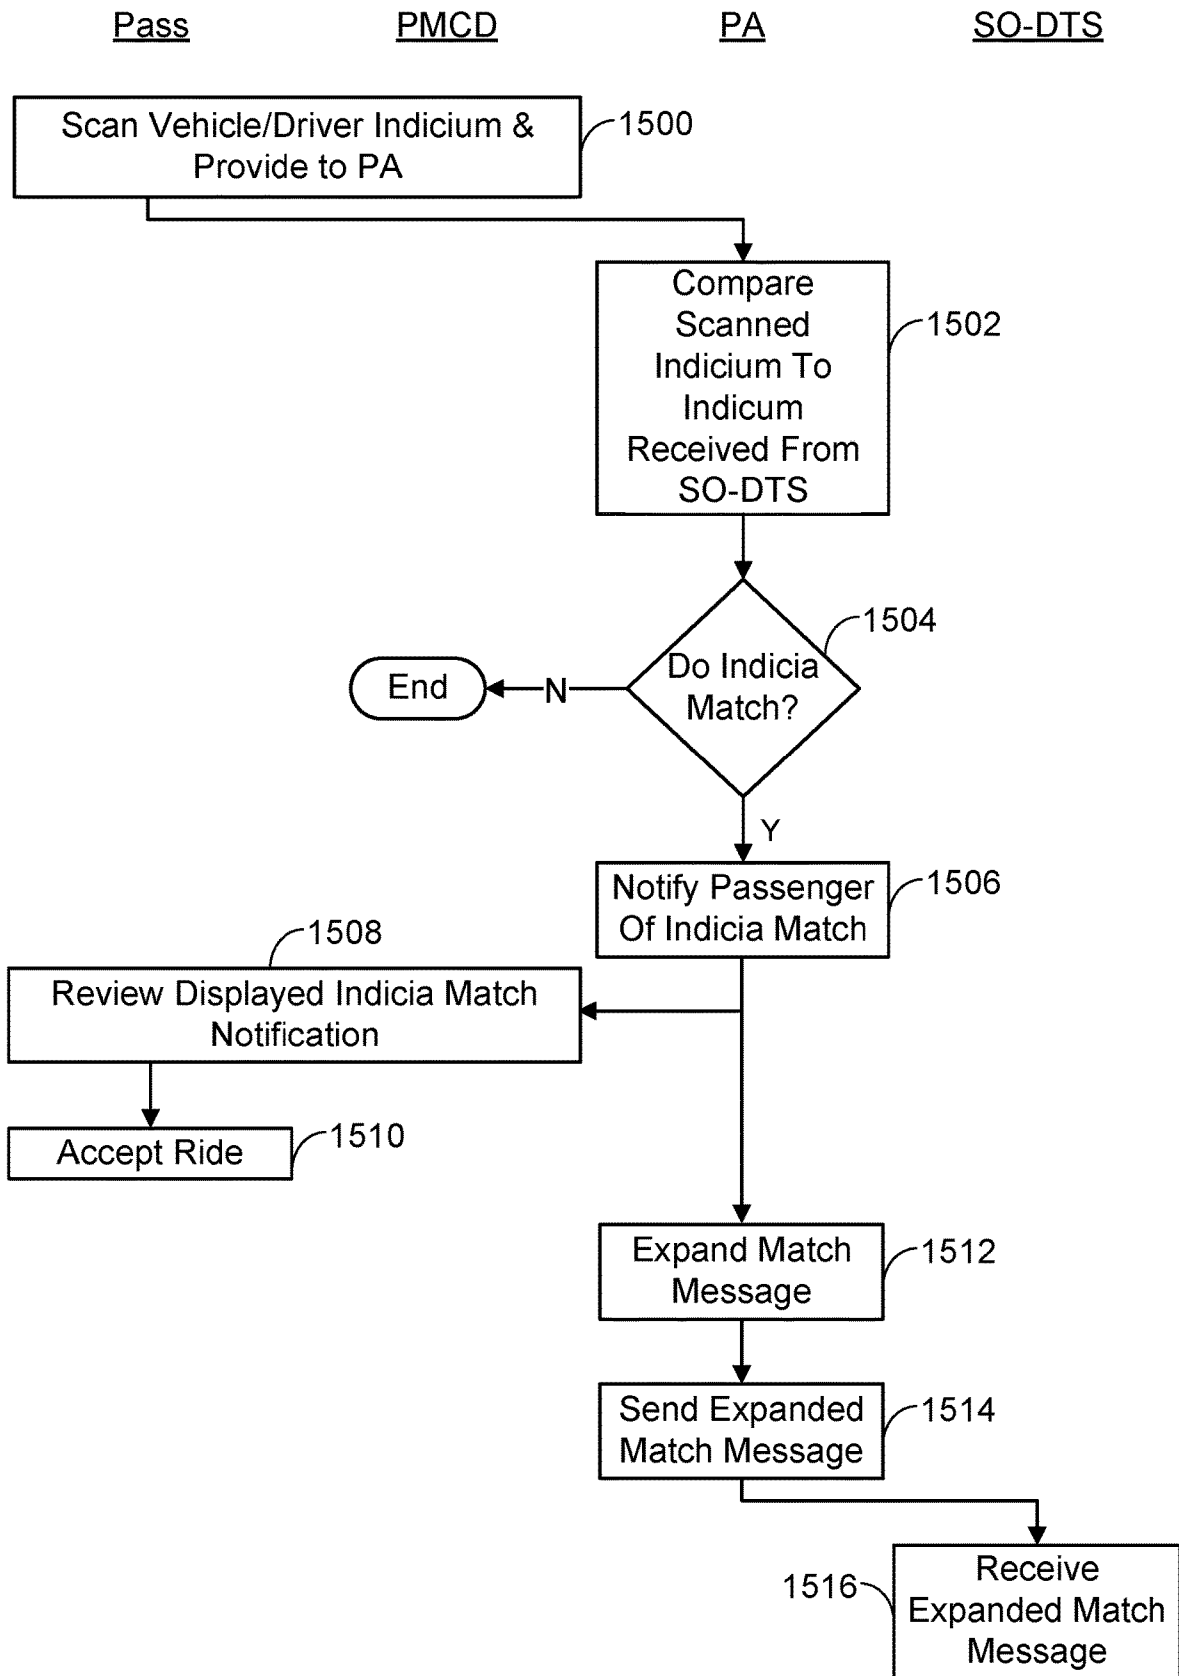 Pass PMCD PA SO-DTS
Scan Vehicle/Driver Indicium &
Provide to PA
1500
Compare
Scanned
Indicium To
Indicum
Received From
SO-DTS
1502
Do Indicia
Match?
1504
N
End
Y
Notify Passenger
Of Indicia Match
1506
1508
Review Displayed Indicia Match
Notification
Accept Ride
1510
Expand Match
Message
1512
Send Expanded
Match Message
1514
1516
Receive
Expanded Match
Message